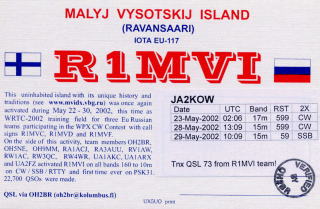 MALYJ VYSOTSKIJ ISLAND
(RAVANSAARI)
IOTA EU-117
R1MVI
This uninhabited island with its unique history and
traditions (see www.mvidx.vbg.ru) was once again
activated during May 22 - 30, 2002, this time as
WRTC-2002 training field for three Eu Russian
teams participating in the WPX CW Contest with call
signs R1MVC, R1MVD and R1MVF.
On the side of this activity, team members OH2BR,
OH5NE, OH9MM, RA1ACJ, RA3AUU, RV1AW,
RW1AC, RW3QC, RW4WR, UA1AKC, UA1ARX
and UA2FZ activated R1MVI on all bands 160 to 10m
on CW / SSB / RTTY and first time ever on PSK31.
22,700 QSOs were made.
QSL via OH2BR (oh2br@kolumbus.fi)
JA2KOW
Date UTC Band RST 2X
23-May-2002 02:06 17m 599 CW
28-May-2002 13:09 15m 599 CW
29-May-2002 10:09 15m 59 SSB
Tnx QSL 73 from R1MVI team!
UX5UO print